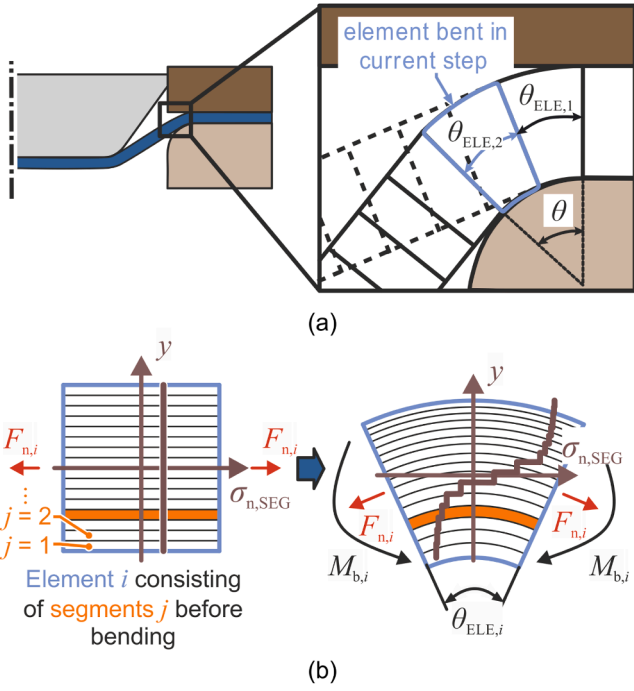 element bent in
current step
θELE,1
θELE,2
θ
(a)
y
y
Fn,i
Fn,i
σn,SEG
σn,SEG
⋮
j = 2
j = 1
Fn,i
Fn,i
Mb,i
Mb,i
Element i consisting
of segments j before
bending
θELE,i
(b)